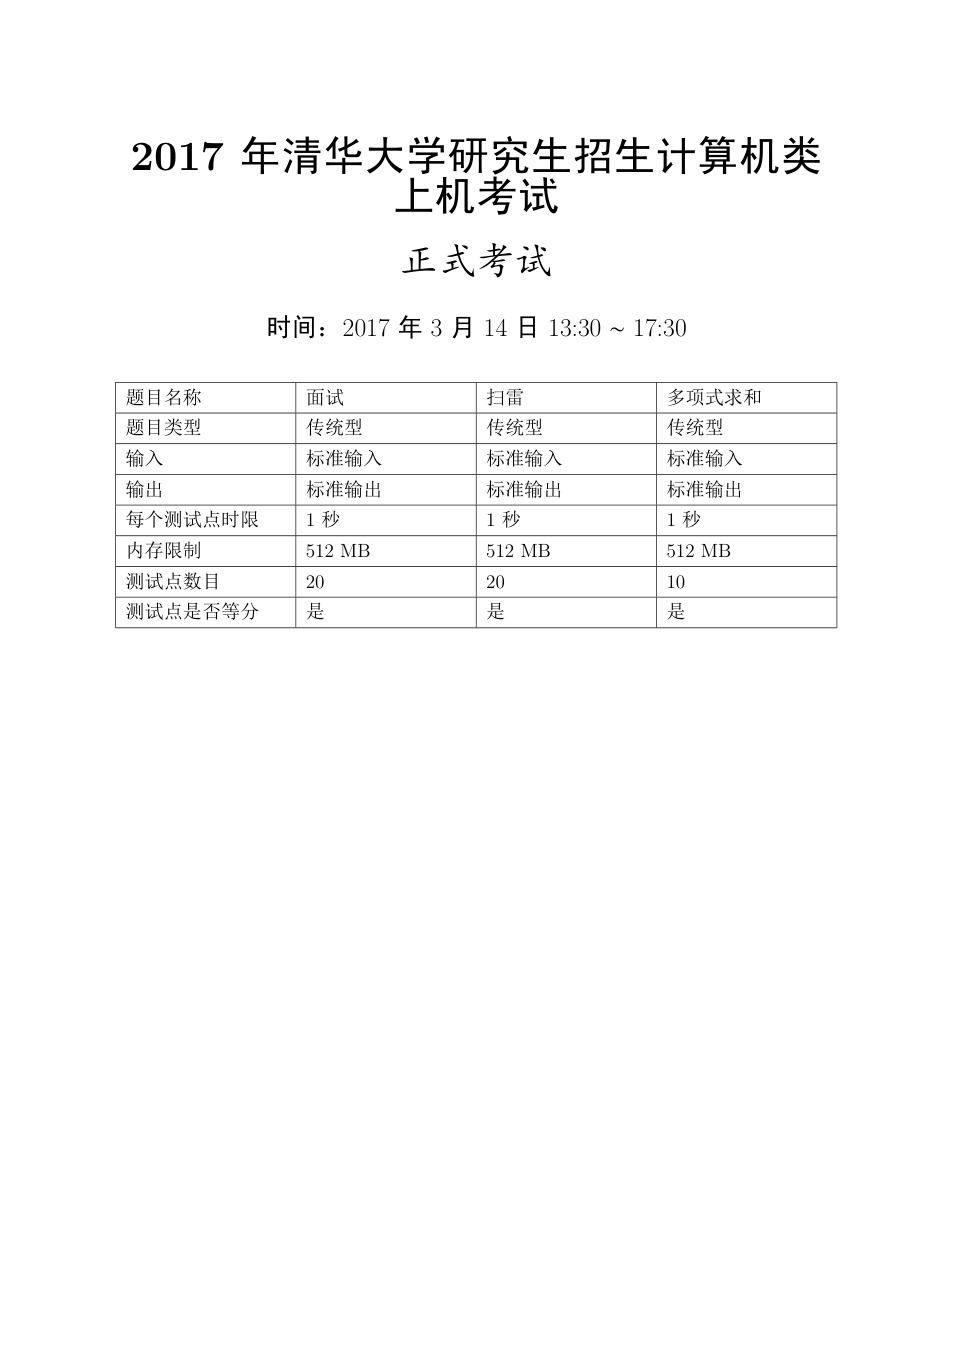 2017 年清华大学研究生招生计算机类
上机考试
正式考试
时间：2017 年 3 月 14 日 13:30 ~ 17:30
题目名称 面试 扫雷 多项式求和
题目类型 传统型 传统型 传统型
输入 标准输入 标准输入 标准输入
输出 标准输出 标准输出 标准输出
每个测试点时限 1 秒 1 秒 1 秒
内存限制 512 MB 512 MB 512 MB
测试点数目 20 20 10
测试点是否等分 是 是 是